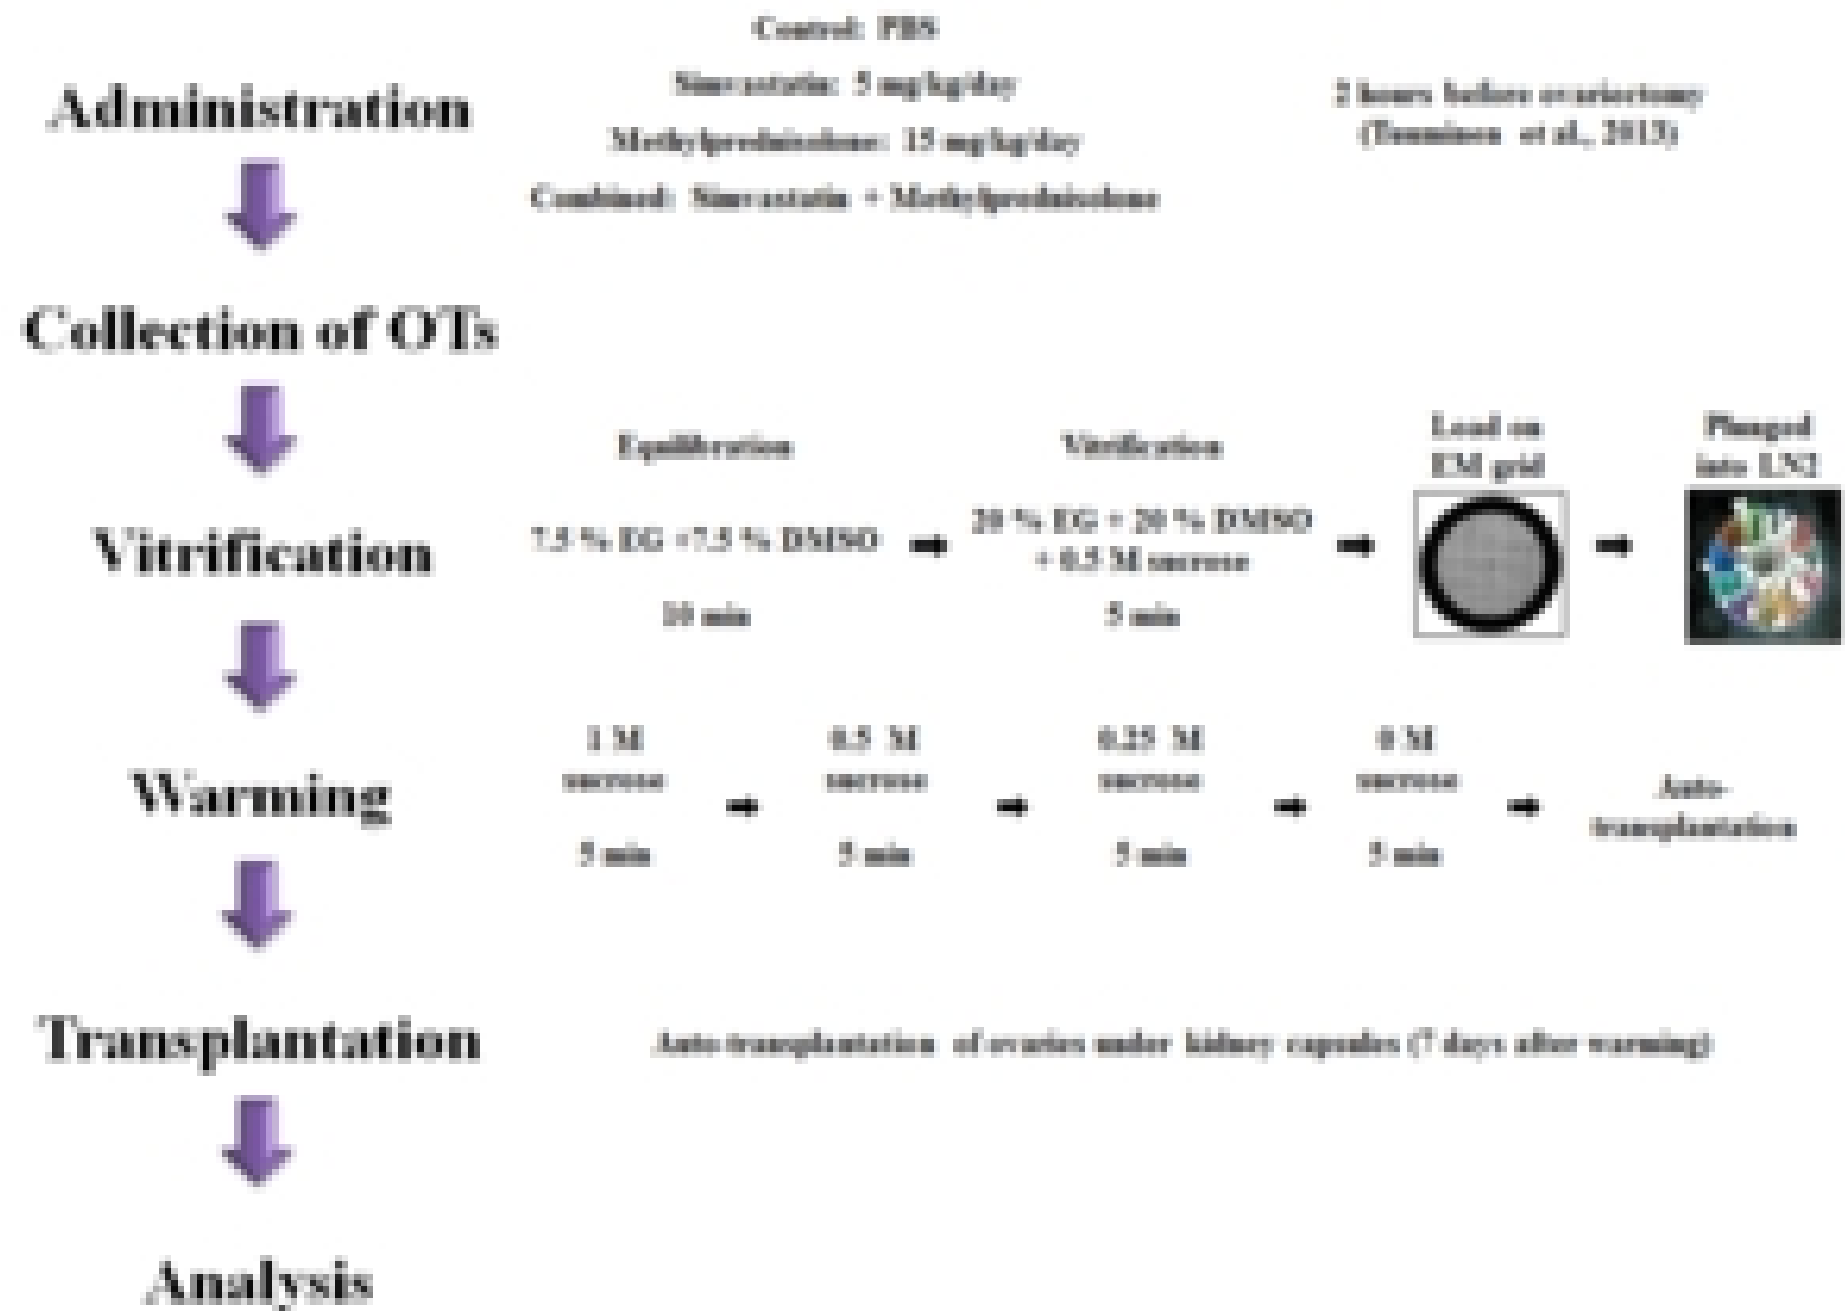 Control: PBS
Simvastatin: 5 mg/kg/day
Administration
2 hours before ovariectomy
et al., 2013)
Methylprednisolone: 15 mg/kg/day
Combined: Simvastatin + Methylprednisolone
Collection of OTs
Equilibration
Vitrification
Load on
EM grid
Plunged
into LN2
Vitrification
7.5 % EG +7.5 % DMSO
20 % EG + 20 % DMSO
+ 0.5 M sucrose
10 min
5 min
1 M
sucrose
0.5 M
sucrose
0.25 M
sucrose
0 M
sucrose
Warming
Auto-
transplantation
5 min
5 min
5 min
5 min
Transplantation
Auto-transplantation of ovaries under kidney capsules (7 days after warming)
Analysis